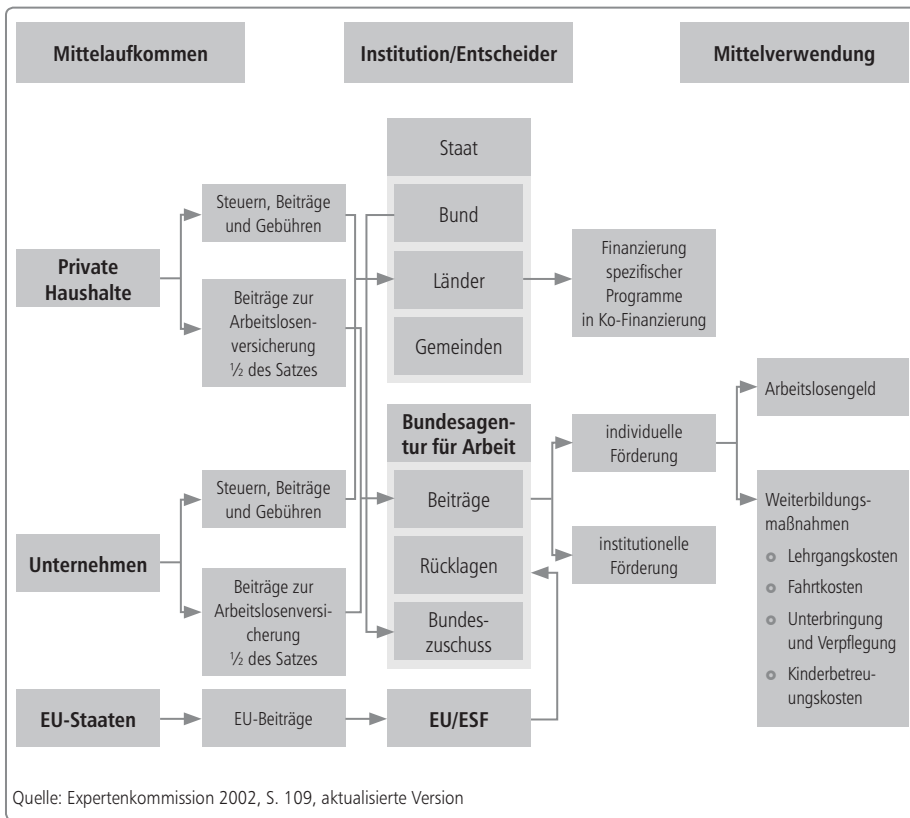 Mittelaufkommen
Institution/Entscheider
Mittelverwendung
Staat
Bund
Länder
Gemeinden
Private
Haushalte
Steuern, Beiträge
und Gebühren
Beiträge zur
Arbeitslosen-
versicherung
½ des Satzes
Finanzierung
spezifischer
Programme
in Ko-Finanzierung
Bundesagen-
tur für Arbeit
Beiträge
Rücklagen
Bundes-
zuschuss
Unternehmen
Steuern, Beiträge
und Gebühren
Beiträge zur
Arbeitslosenversi-
cherung
½ des Satzes
individuelle
Förderung
institutionelle
Förderung
Arbeitslosengeld
Weiterbildungs-
maßnahmen
Lehrgangskosten
Fahrtkosten
Unterbringung
und Verpflegung
Kinderbetreu-
ungskosten
EU-Staaten
EU-Beiträge
EU/ESF
Quelle: Expertenkommission 2002, S. 109, aktualisierte Version